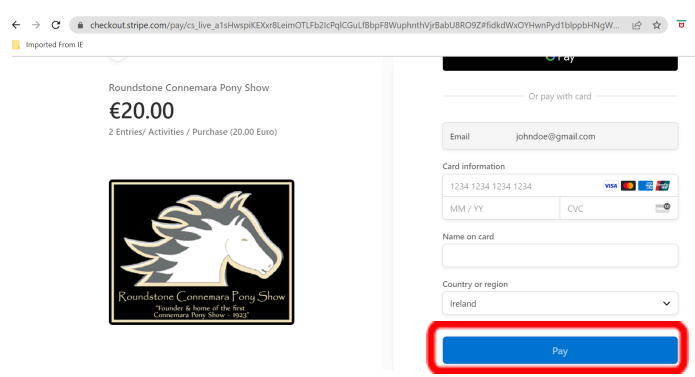 checkout.stripe.com/pay/cs_live_a1sHwspiKEXxr8LeimOTLFb2IcPqlCGuLfBbpF8WuphnthVjrBabU8RO9Z#fidkdWxOYHwnPyd1blppbHNgW...
Imported From IE
Roundstone Connemara Pony Show
€20.00
2 Entries/ Activities / Purchase (20.00 Euro)
Roundstone Connemara Pony Show
"Founder & home of the first
Connemara Pony Show - 1923"
G Pay
Or pay with card
Email johndoe@gmail.com
Card information
1234 1234 1234 1234 VISA
MM / YY CVC
Name on card
Country or region
Ireland
Pay